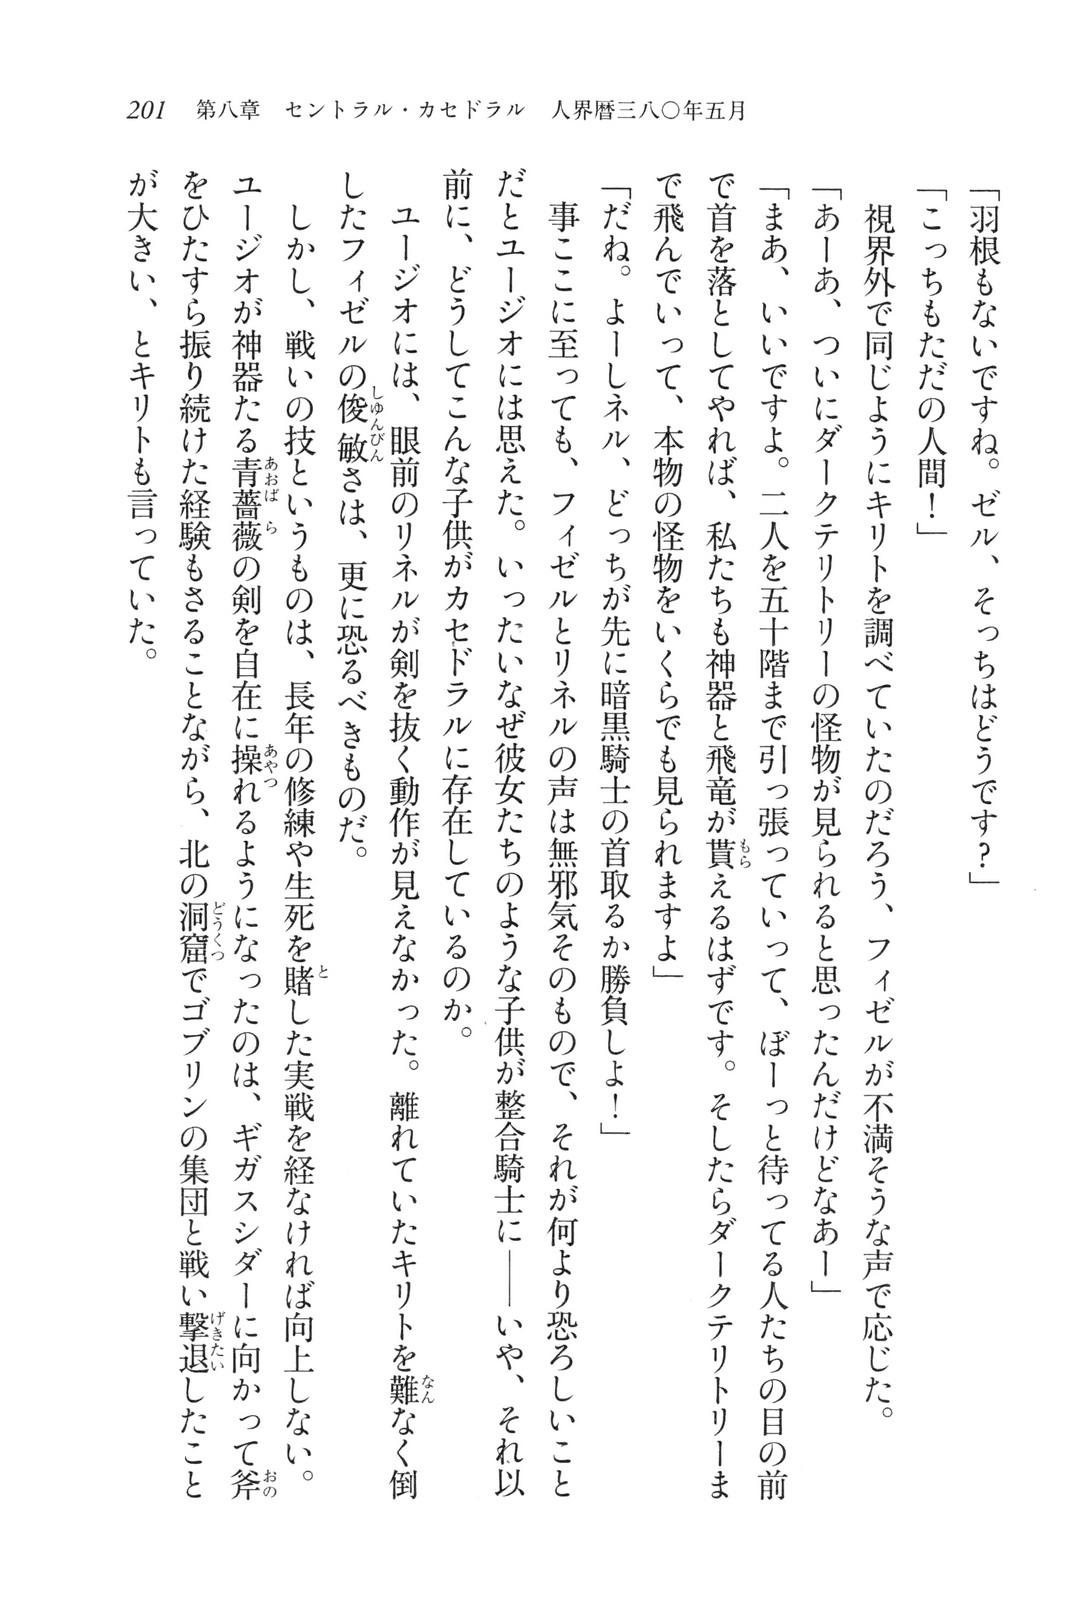 201　第八章　セントラル・カセドラル　人界暦三八〇年五月
「羽根もないですね。ゼル、そっちはどうです？」
「こっちもただの人間！」
　視界外で同じようにキリトを調べていたのだろう、フィゼルが不満そうな声で応じた。
「あーあ、ついにダークテリトリーの怪物が見られると思ったんだけどなあー」
「まあ、いいですよ。二人を五十階まで引っ張っていって、ぼーっと待ってる人たちの目の前
で首を落としてやれば、私たちも神器と飛竜が貰えるはずです。そしたらダークテリトリーま
で飛んでいって、本物の怪物をいくらでも見られますよ」
「だね。よーしネル、どっちが先に暗黒騎士の首取るか勝負しよ！」
　事ここに至っても、フィゼルとリネルの声は無邪気そのもので、それが何より恐ろしいこと
だとユージオには思えた。いったいなぜ彼女たちのような子供が整合騎士に――いや、それ以
前に、どうしてこんな子供がカセドラルに存在しているのか。
　ユージオには、眼前のリネルが剣を抜く動作が見えなかった。離れていたキリトを難なく倒
したフィゼルの俊敏さは、更に恐るべきものだ。
　しかし、戦いの技というものは、長年の修練や生死を賭した実戦を経なければ向上しない。
ユージオが神器たる青薔薇の剣を自在に操れるようになったのは、ギガスシダーに向かって斧
をひたすら振り続けた経験もさることながら、北の洞窟でゴブリンの集団と戦い撃退したこと
が大きい、とキリトも言っていた。